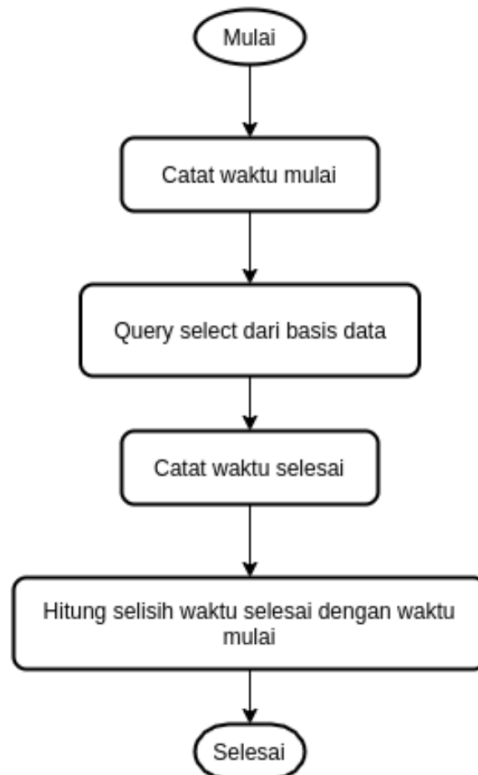 Mulai
Catat waktu mulai
Query select dari basis data
Catat waktu selesai
Hitung selisih waktu selesai dengan waktu
mulai
Selesai